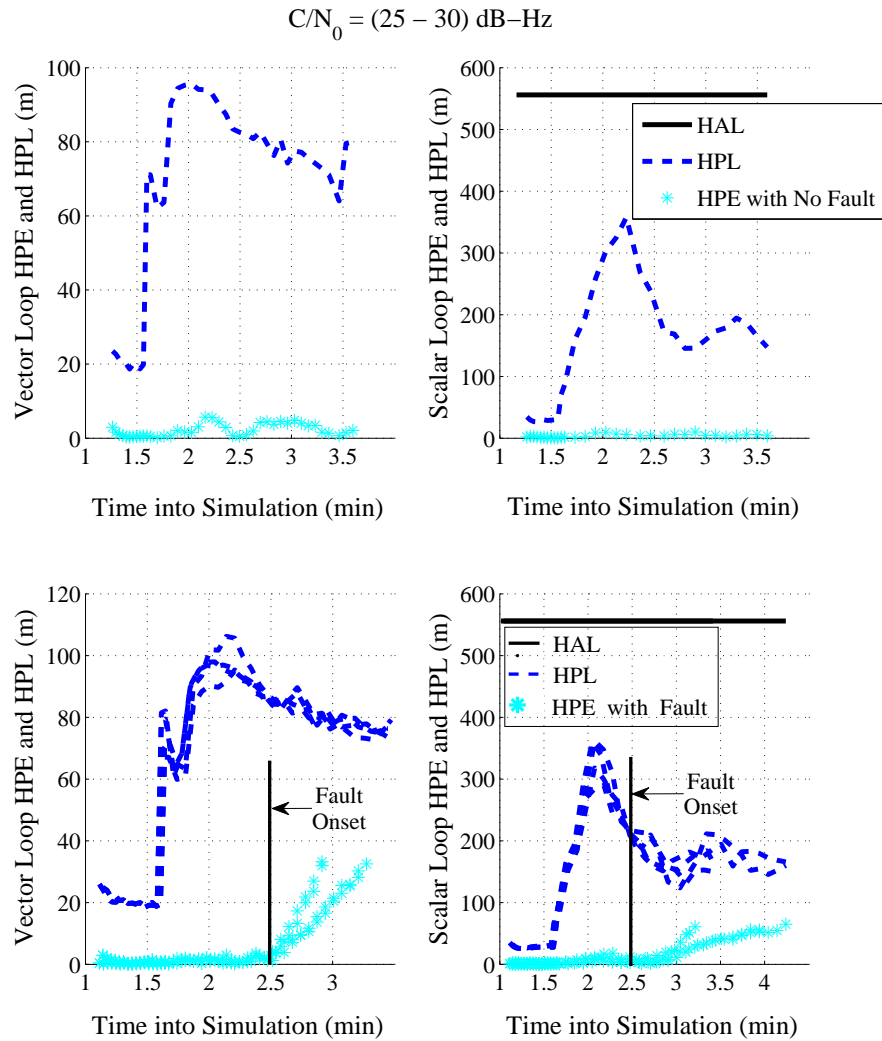 C/N0 = (25 – 30) dB–Hz
Vector Loop HPE and HPL (m)
100
80
60
40
20
0
1
1.5
2
2.5
3
3.5
Time into Simulation (min)
Scalar Loop HPE and HPL (m)
600
500
400
300
200
100
0
1
1.5
2
2.5
3
3.5
Time into Simulation (min)
HAL
HPL
HPE with No Fault
Vector Loop HPE and HPL (m)
120
100
80
60
40
20
0
1
1.5
2
2.5
3
Time into Simulation (min)
Fault
Onset
Scalar Loop HPE and HPL (m)
600
500
400
300
200
100
0
1
1.5
2
2.5
3
3.5
4
Time into Simulation (min)
HAL
HPL
HPE with Fault
Fault
Onset